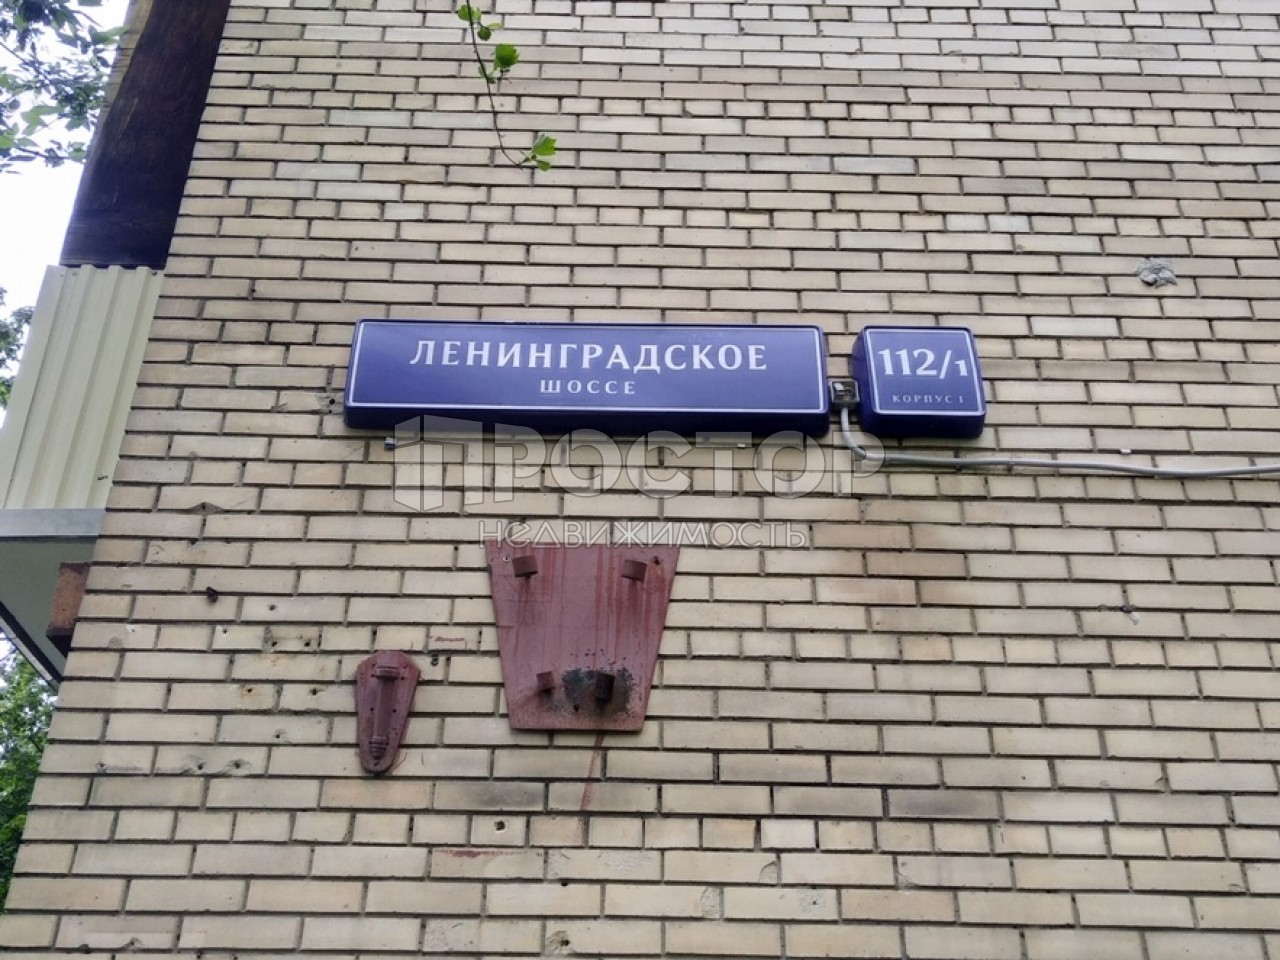 ЛЕНИНГРАДСКОЕ
ШОССЕ
112/1
КОРПУС 1
ПРОСТОР
НЕДВИЖИМОСТЬ